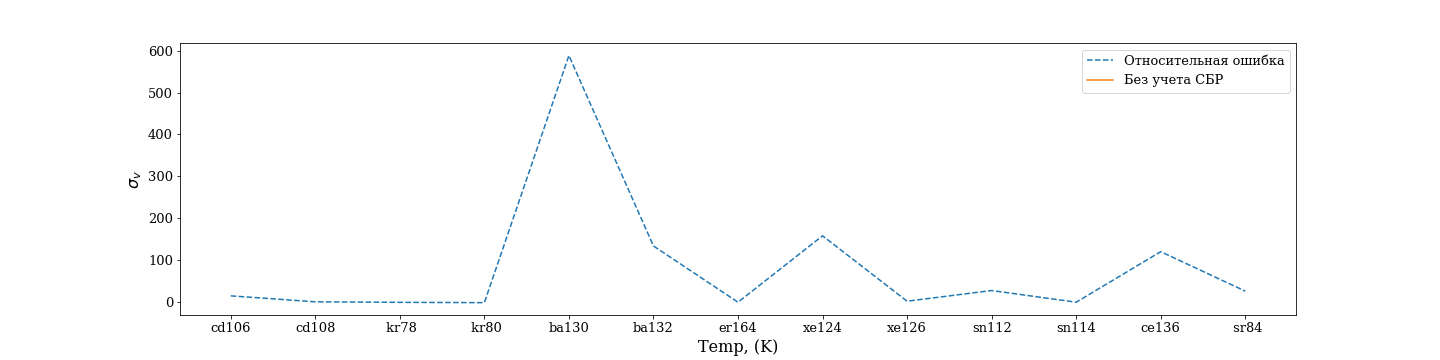 600
500
400
300
200
100
0
σv
Относительная ошибка
Без учета СБР
cd106 cd108 kr78 kr80 ba130 ba132 er164 xe124 xe126 sn112 sn114 ce136 sr84
Temp, (K)